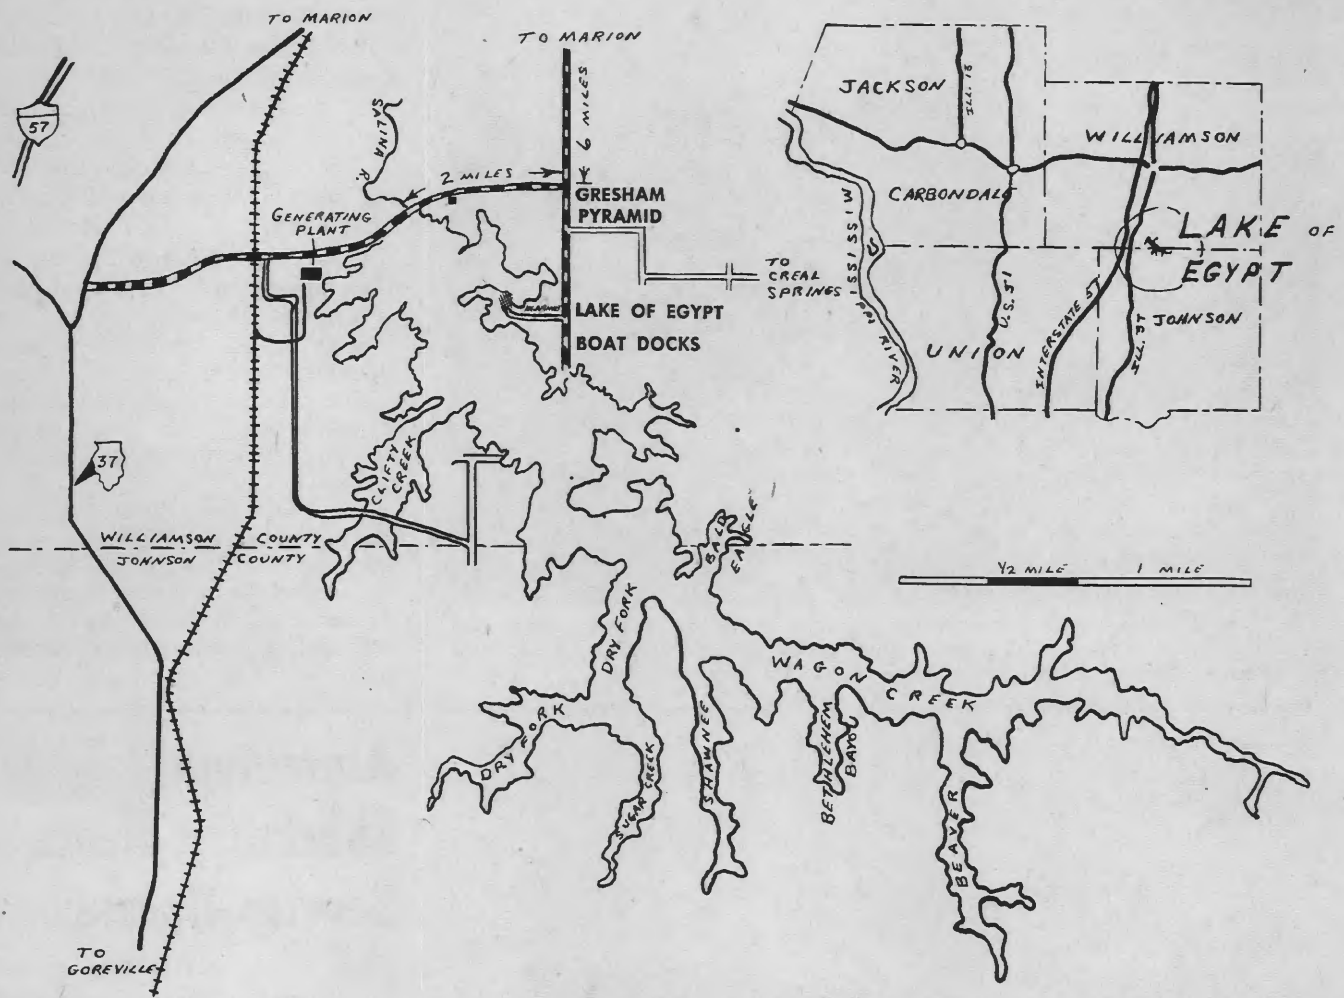 TO MARION
TO MARION
57
SALINA R.
6 MILES
2 MILES
GENERATING
PLANT
GRESHAM
PYRAMID
TO
CREAL
SPRINGS
LAKE OF EGYPT
BOAT DOCKS
37
CLIFTY
CREEK
WILLIAMSON COUNTY
JOHNSON COUNTY
BALD
EAGLE
DRY FORK
DRY FORK
SUGAR CREEK
SHAWNEE
WAGON
CREEK
BETHLEHEM
BAYOU
BEAVER
TO
GOREVILLE
1/2 MILE 1 MILE
JACKSON
ILL. 13
WILLIAMSON
CARBONDALE
MISSISSIPPI RIVER
LAKE OF
EGYPT
U.S. 51
INTERSTATE 57
ILL. 37
JOHNSON
UNION